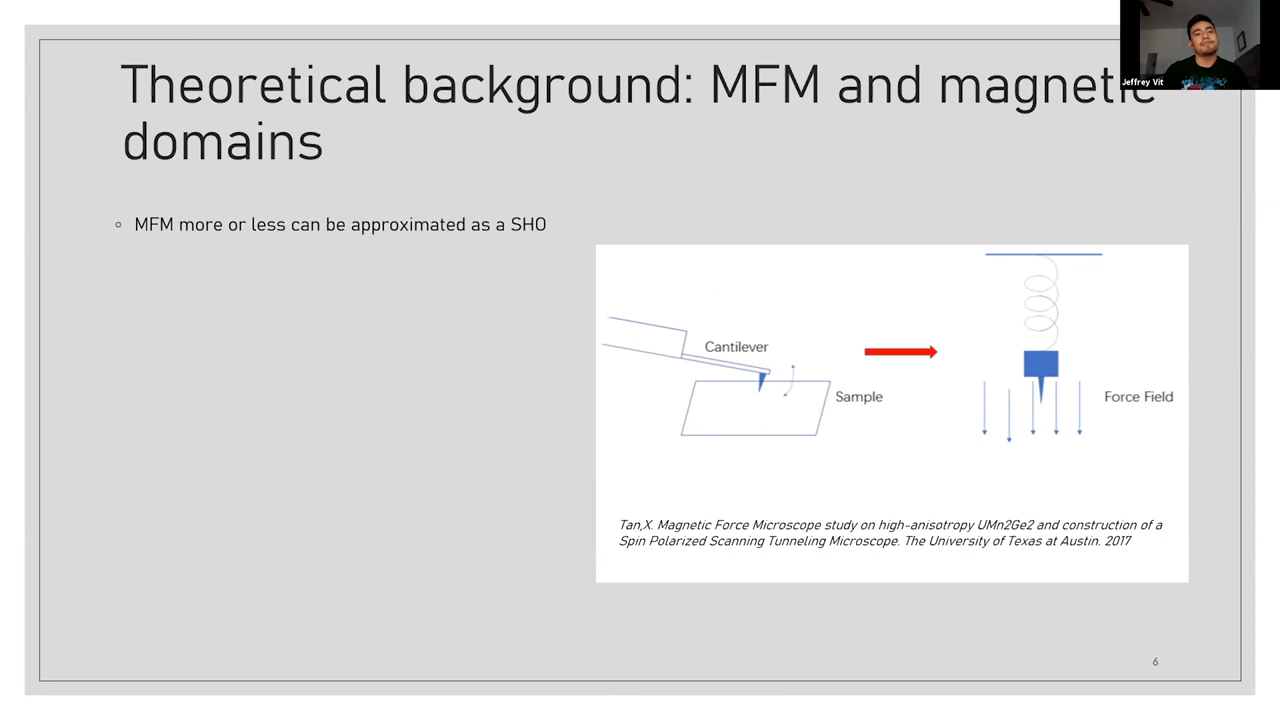 Theoretical background: MFM and magnetic
domains
Jeffrey Vit
◦ MFM more or less can be approximated as a SHO
Cantilever
Sample
Force Field
Tan,X. Magnetic Force Microscope study on high-anisotropy UMn2Ge2 and construction of a
Spin Polarized Scanning Tunneling Microscope. The University of Texas at Austin. 2017
6